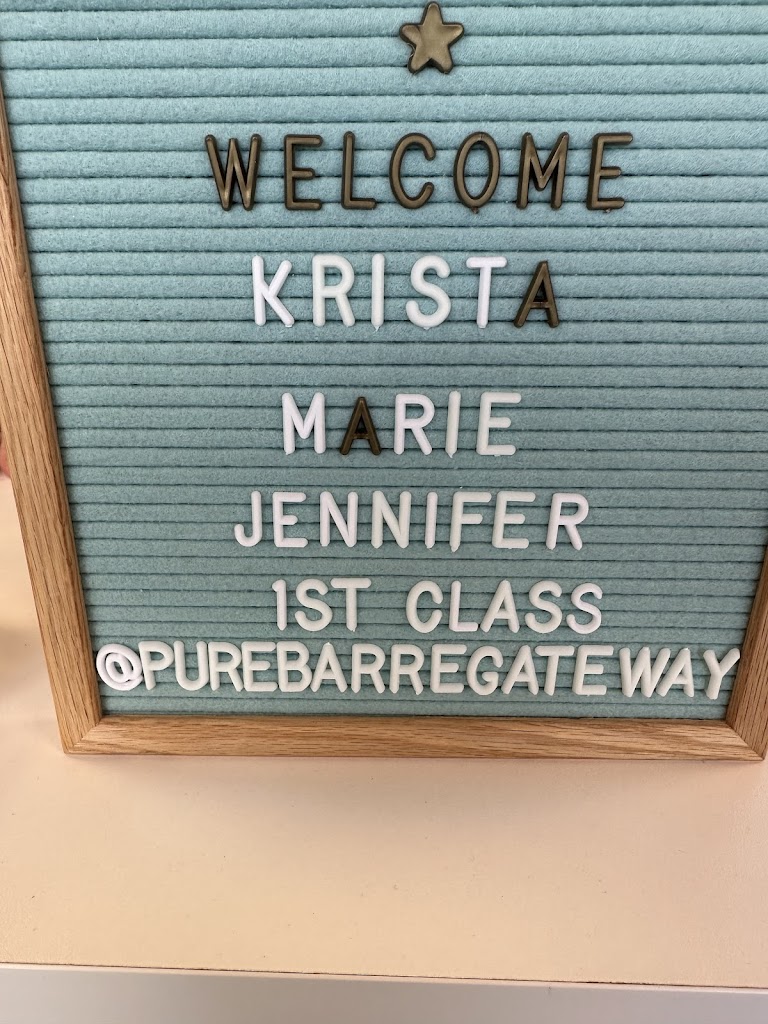 WELCOME
KRISTA
MARIE
JENNIFER
1ST CLASS
@PUREBARREGATEWAY